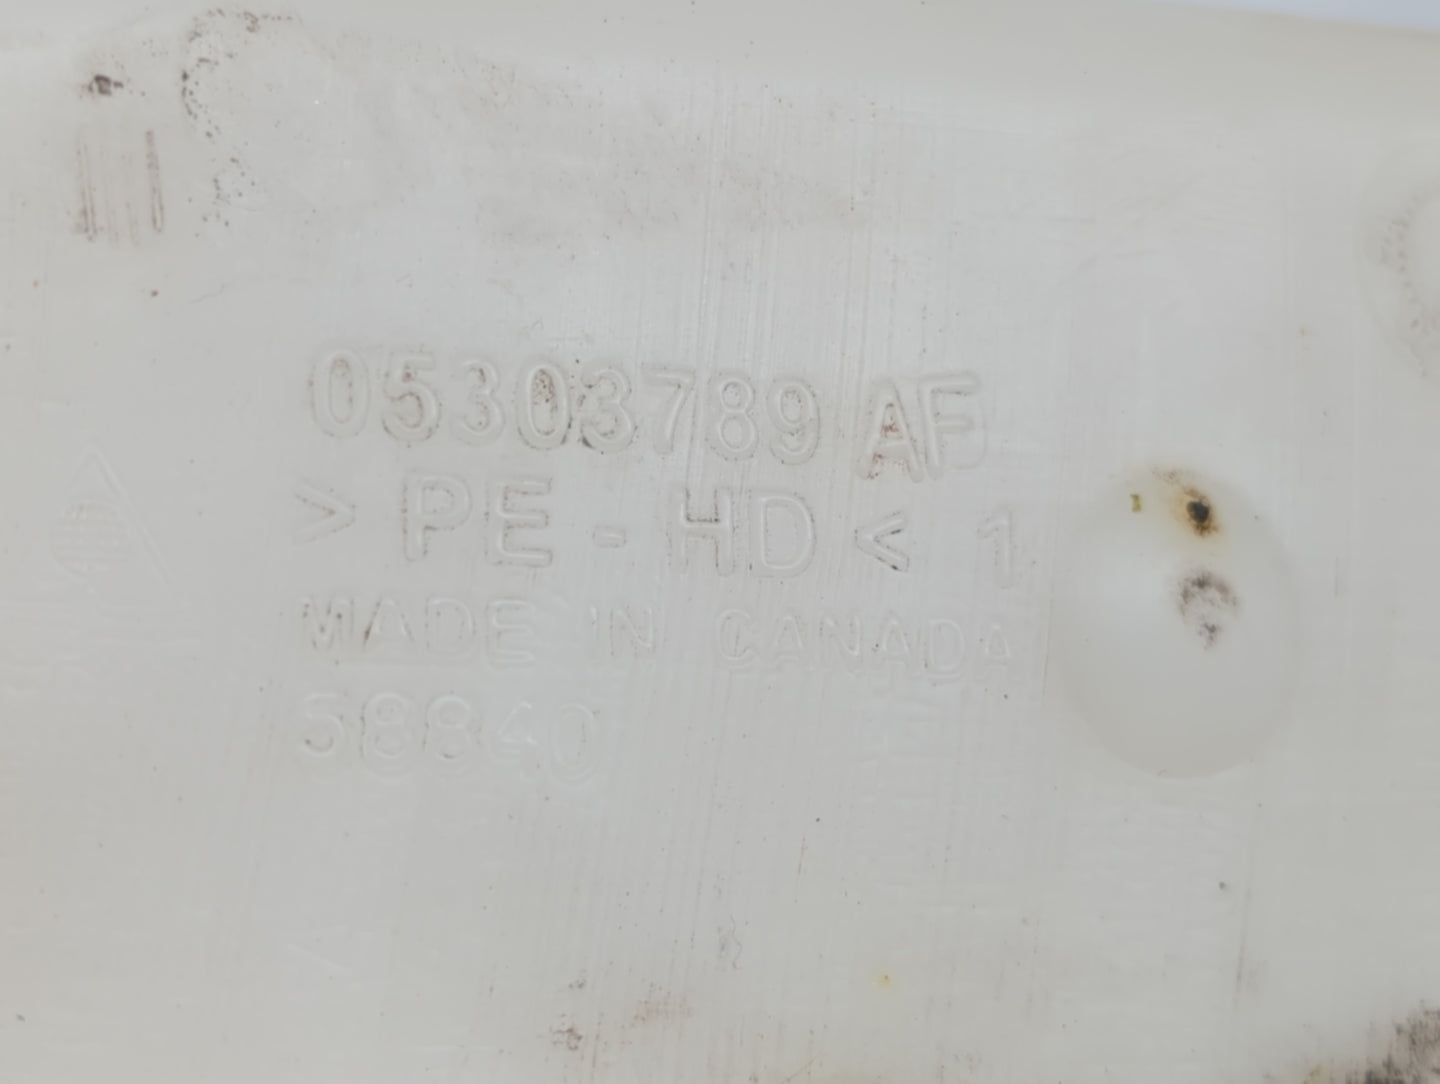 05303789 AF
> PE - HD < 1
MADE IN CANADA
58840